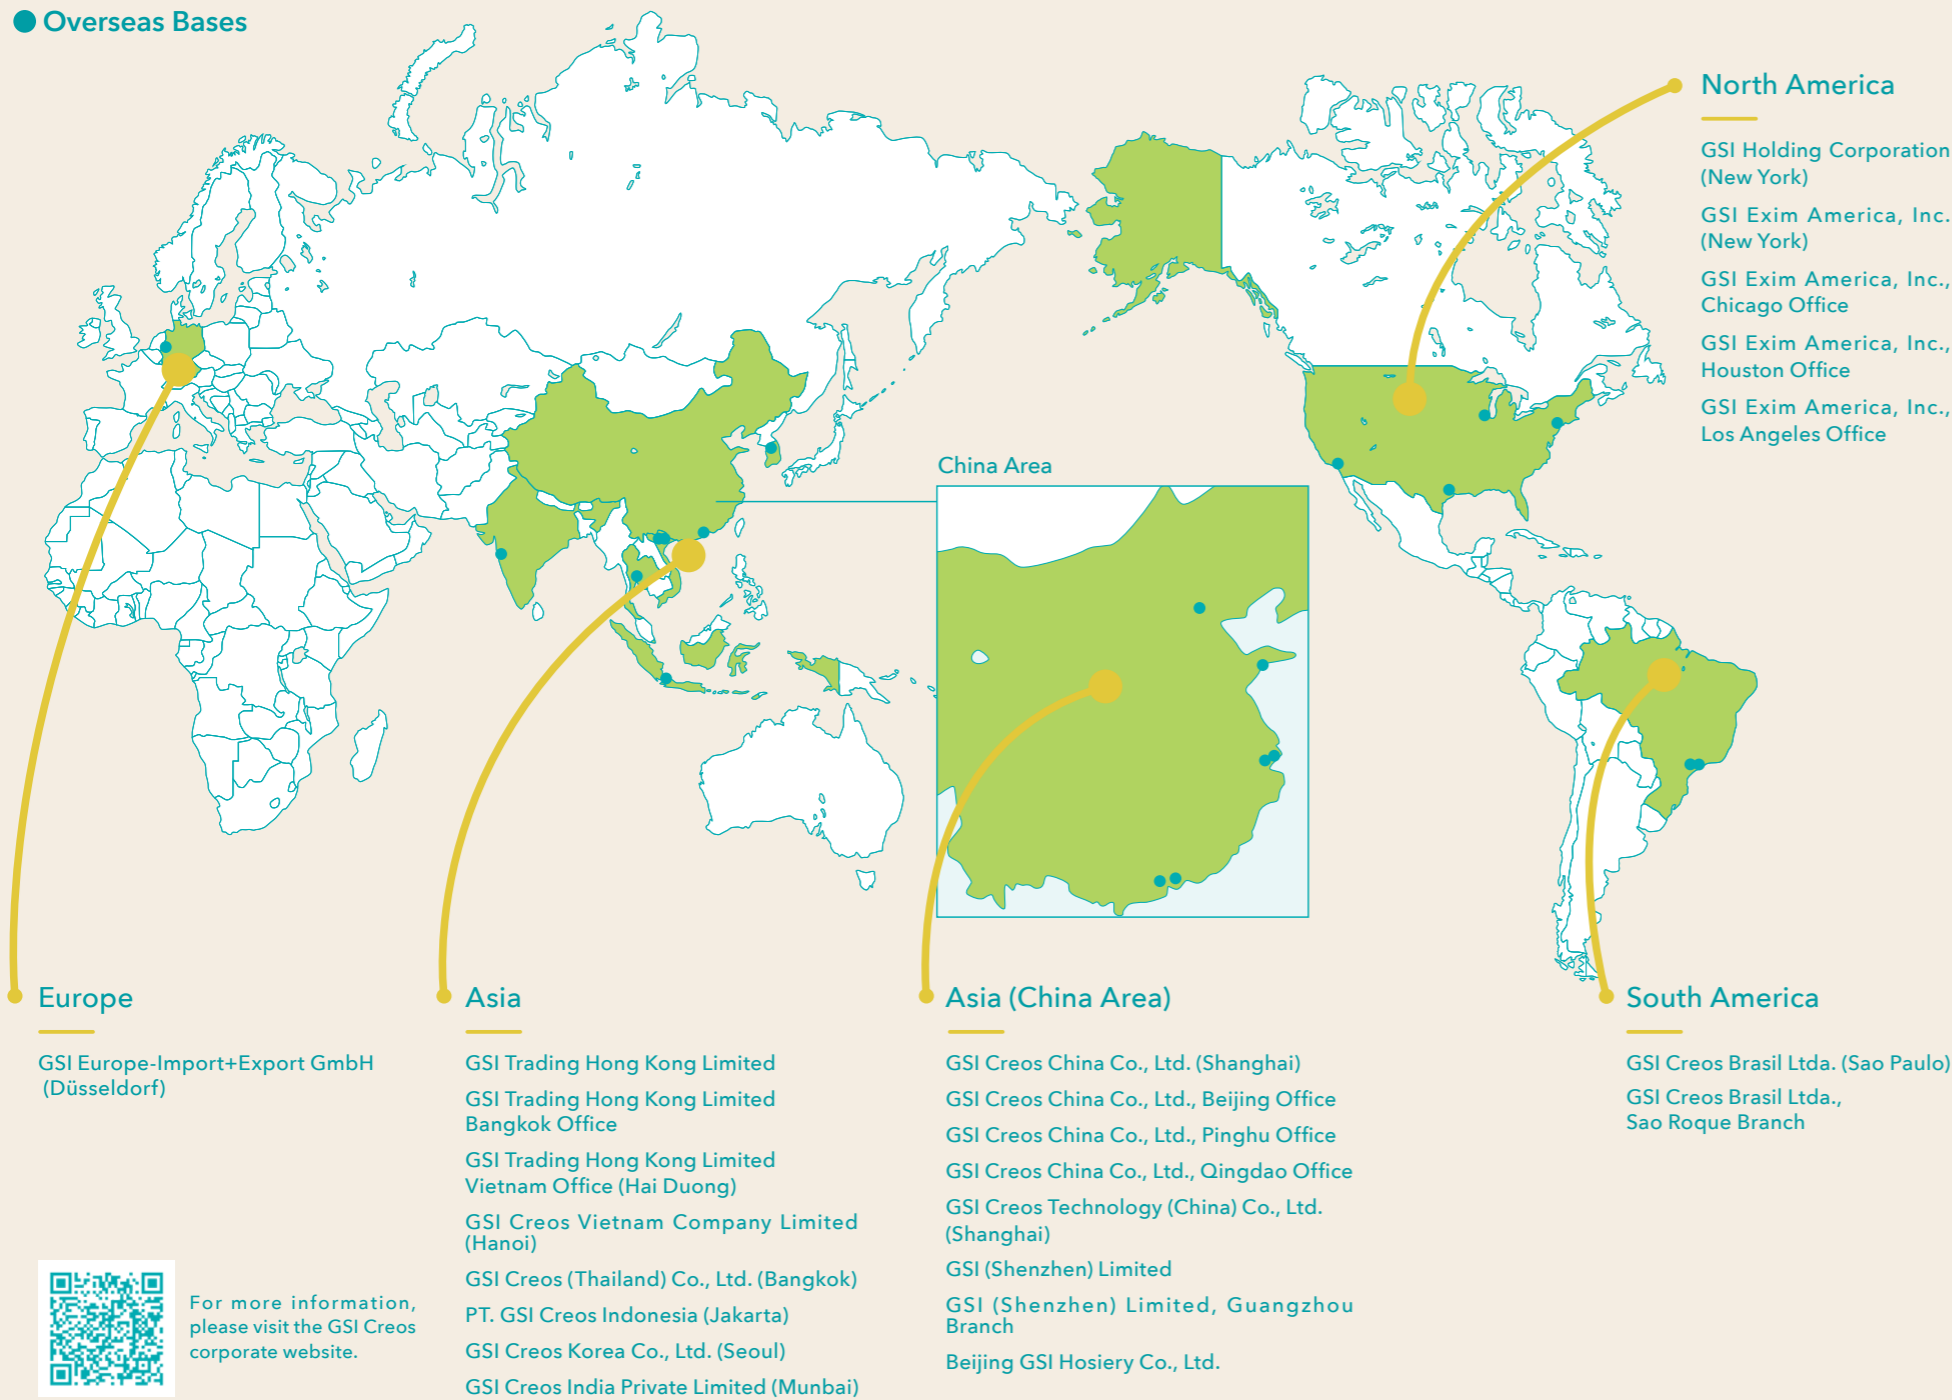 Overseas Bases
North America
GSI Holding Corporation
(New York)
GSI Exim America, Inc.
(New York)
GSI Exim America, Inc.,
Chicago Office
GSI Exim America, Inc.,
Houston Office
GSI Exim America, Inc.,
Los Angeles Office
China Area
Europe
GSI Europe-Import+Export GmbH
(Düsseldorf)
Asia
GSI Trading Hong Kong Limited
GSI Trading Hong Kong Limited
Bangkok Office
GSI Trading Hong Kong Limited
Vietnam Office (Hai Duong)
GSI Creos Vietnam Company Limited
(Hanoi)
GSI Creos (Thailand) Co., Ltd. (Bangkok)
PT. GSI Creos Indonesia (Jakarta)
GSI Creos Korea Co., Ltd. (Seoul)
GSI Creos India Private Limited (Munbai)
Asia (China Area)
GSI Creos China Co., Ltd. (Shanghai)
GSI Creos China Co., Ltd., Beijing Office
GSI Creos China Co., Ltd., Pinghu Office
GSI Creos China Co., Ltd., Qingdao Office
GSI Creos Technology (China) Co., Ltd.
(Shanghai)
GSI (Shenzhen) Limited
GSI (Shenzhen) Limited, Guangzhou
Branch
Beijing GSI Hosiery Co., Ltd.
South America
GSI Creos Brasil Ltda. (Sao Paulo)
GSI Creos Brasil Ltda.,
Sao Roque Branch
For more information,
please visit the GSI Creos
corporate website.